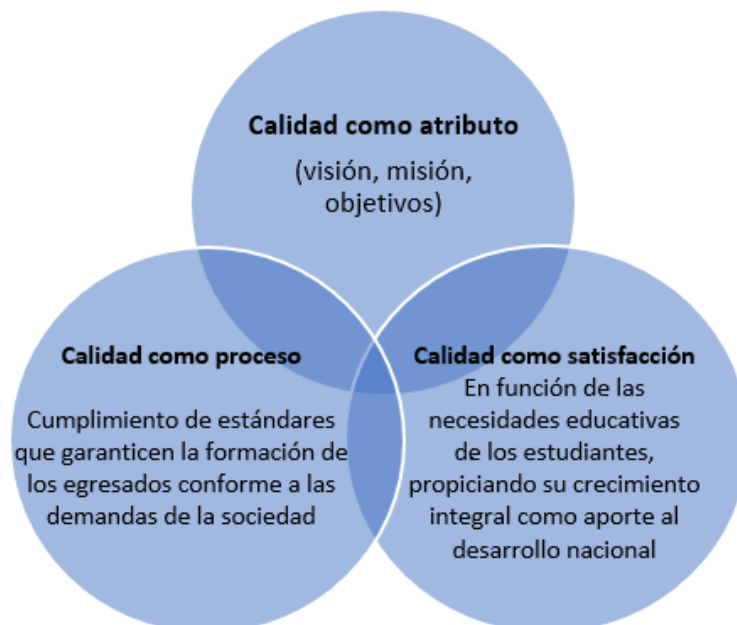 Calidad como atributo
(visión, misión,
objetivos)
Calidad como proceso
Cumplimiento de estándares
que garanticen la formación de
los egresados conforme a las
demandas de la sociedad
Calidad como satisfacción
En función de las
necesidades educativas
de los estudiantes,
propiciando su crecimiento
integral como aporte al
desarrollo nacional